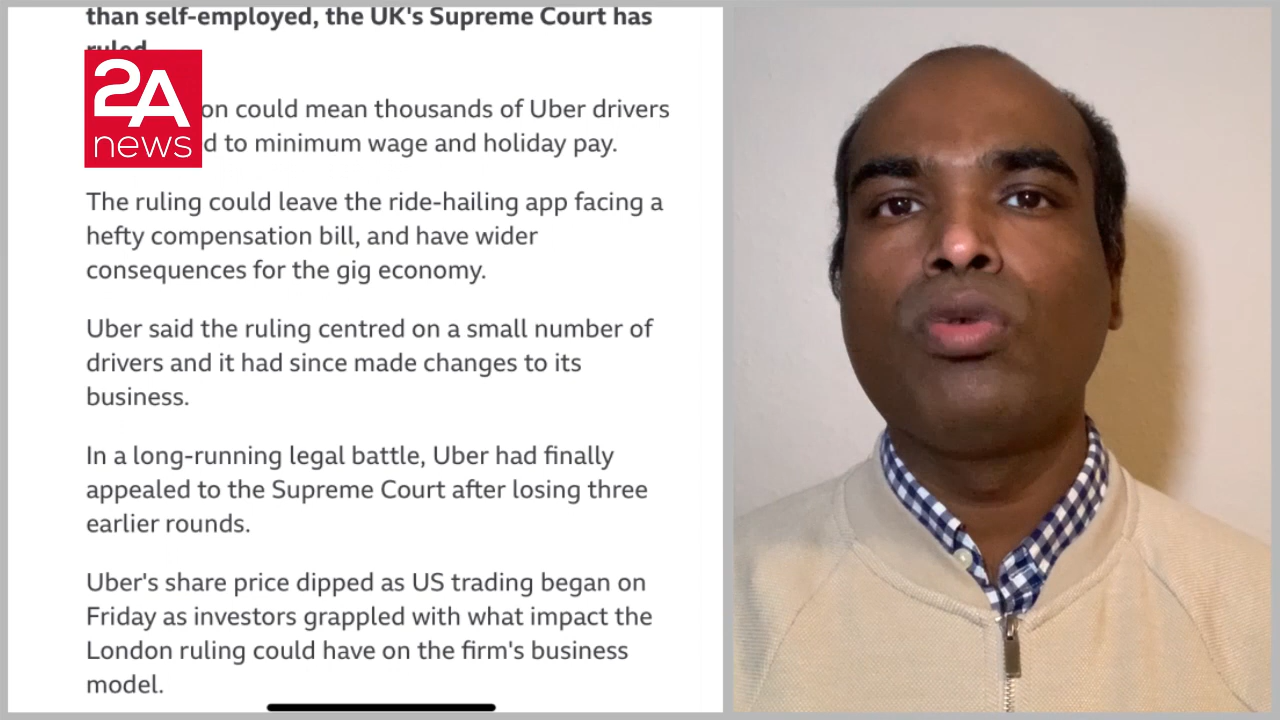 than self-employed, the UK's Supreme Court has
ruled
2A
news
on could mean thousands of Uber drivers
d to minimum wage and holiday pay.
The ruling could leave the ride-hailing app facing a
hefty compensation bill, and have wider
consequences for the gig economy.
Uber said the ruling centred on a small number of
drivers and it had since made changes to its
business.
In a long-running legal battle, Uber had finally
appealed to the Supreme Court after losing three
earlier rounds.
Uber's share price dipped as US trading began on
Friday as investors grappled with what impact the
London ruling could have on the firm's business
model.